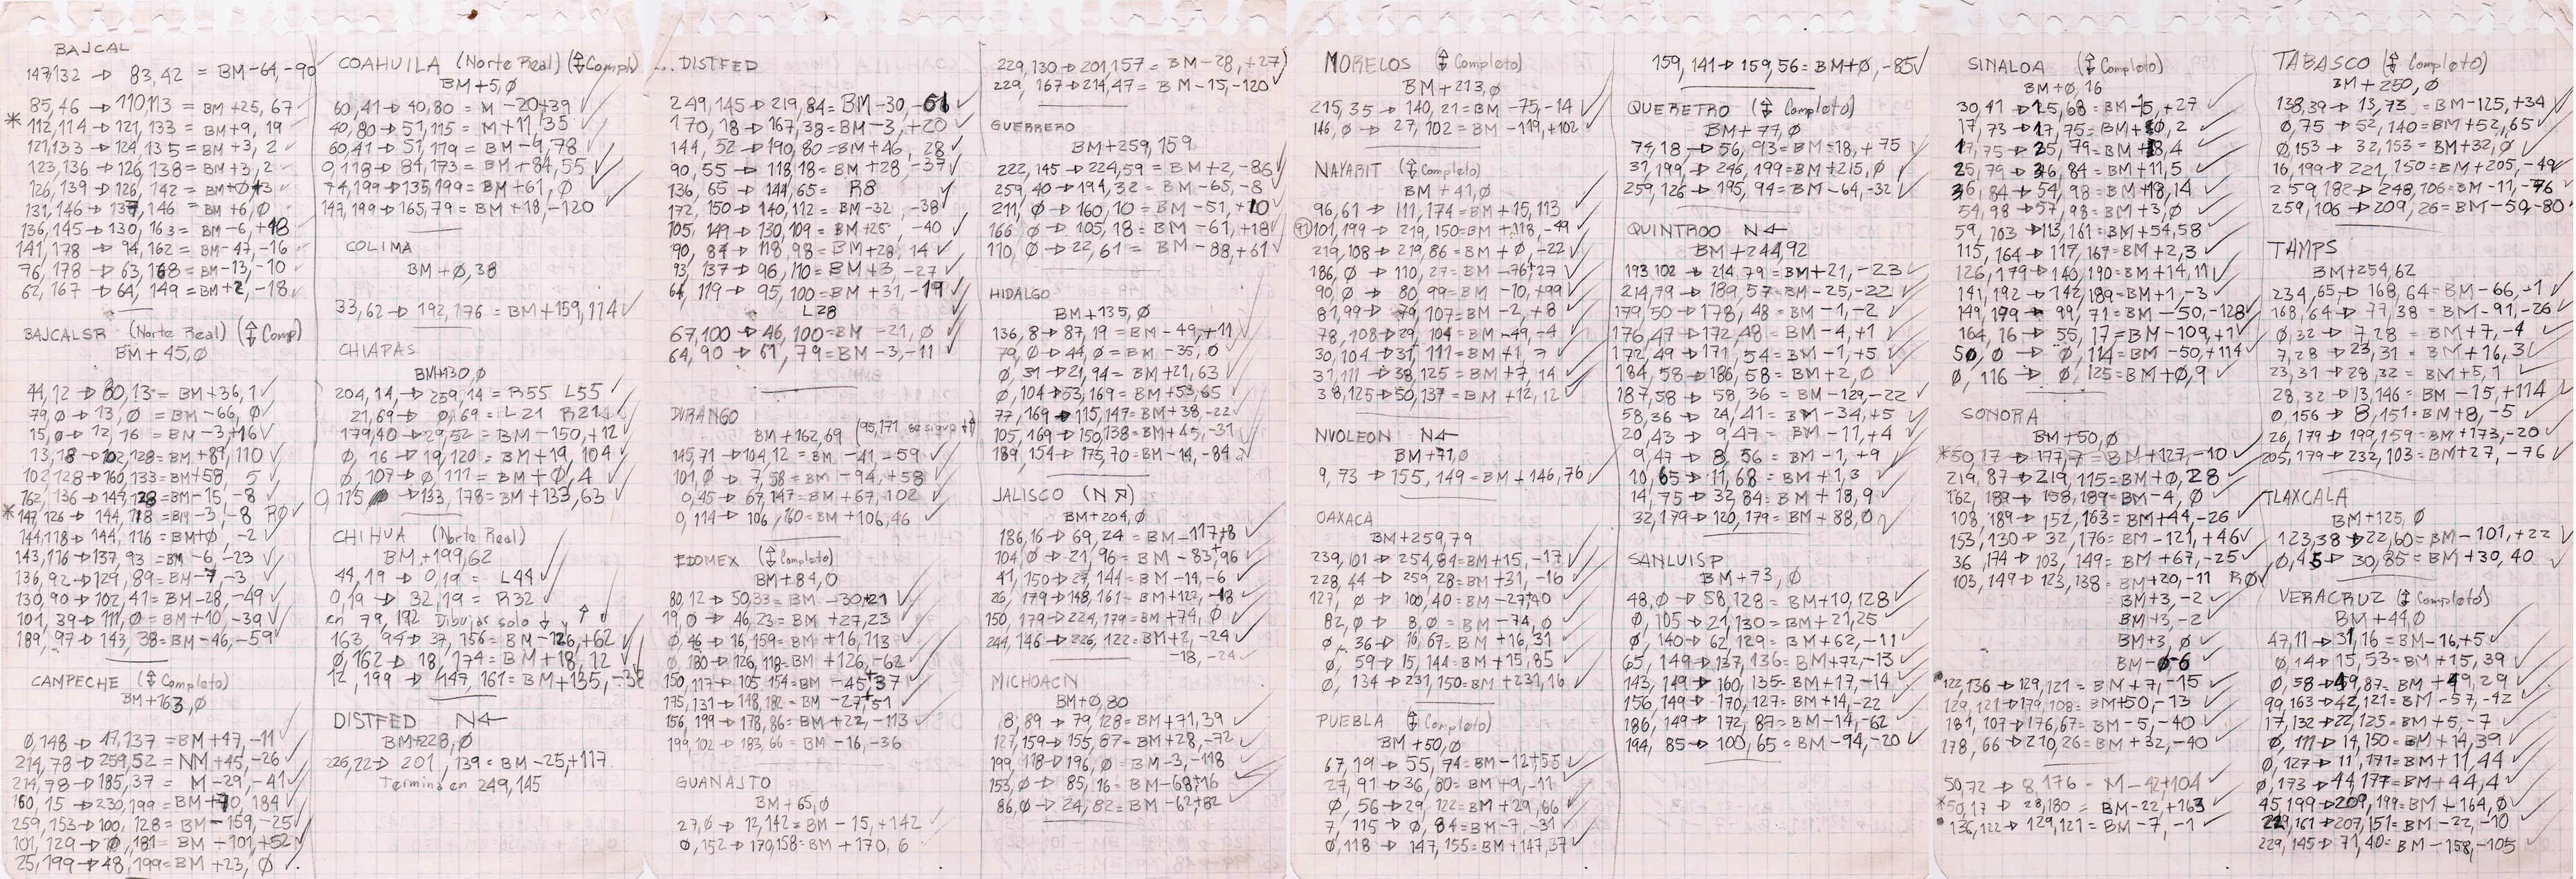 BAJCAL
147,132 → 83,42 = BM-64,-90
85,46 → 110,113 = BM+25,67
* 112,114 → 121,133 = BM+9,19
121,133 → 124,135 = BM+3,2
123,136 → 126,138 = BM+3,2
126,139 → 126,142 = BM+Ø+3
131,146 → 137,146 = BM+6,0
136,145 → 130,163 = BM-6,+18
141,178 → 94,162 = BM-47,-16
76,178 → 63,168 = BM-13,-10
62,167 → 64,149 = BM+2,-18
BAJCALSR (Norte Real) (⇕ Comp)
BM+45,0
44,12 → 80,13 = BM+36,1 ✓
79,0 → 13,0 = BM-66,0 ✓
15,0 → 12,16 = BM-3,+16 ✓
13,18 → 102,128 = BM+89,110 ✓
102,128 → 160,133 = BM+58,5 ✓
162,136 → 147,128 = BM-15,-8 ✓
* 147,126 → 144,118 = BM-3,-8 RØ ✓
144,118 → 144,116 = BM+Ø,-2 ✓
143,116 → 137,93 = BM-6,-23 ✓
136,92 → 129,89 = BM-7,-3 ✓
130,90 → 102,41 = BM-28,-49 ✓
101,39 → 111,0 = BM+10,-39 ✓
189,97 → 143,38 = BM-46,-59 ✓
CAMPECHE (⇕ Completo)
BM+163,0
0,148 → 47,137 = BM+47,-11 ✓
214,78 → 259,52 = NM+45,-26 ✓
214,78 → 185,37 = M-29,-41 ✓
160,15 → 230,199 = BM+70,184 ✓
259,153 → 100,128 = BM-159,-25 ✓
101,129 → 0,181 = BM-101,+52 ✓
25,199 → 48,199 = BM+23,0 ✓
COAHUILA (Norte Real) (⇕ Comple)
BM+5,0
60,41 → 40,80 = M-20+39 ✓
40,80 → 51,115 = M+11,35 ✓
60,41 → 51,119 = BM-9,78 ✓
0,118 → 84,173 = BM+84,55 ✓
74,199 → 135,199 = BM+61,0 ✓
147,199 → 165,79 = BM+18,-120 ✓
COLIMA
BM+Ø,38
33,62 → 192,176 = BM+159,114 ✓
CHIAPAS
BM+130,0
204,14 → 259,14 = R55 L55 ✓
21,69 → 0,69 = L21 R21 ✓
179,40 → 29,52 = BM-150,+12 ✓
0,16 → 19,120 = BM+19,104 ✓
0,107 → 0,111 = BM+Ø,4 ✓
0,115 → 133,178 = BM+133,63 ✓
CHIHUA (Norte Real)
BM+199,62
44,19 → 0,19 = L44 ✓
0,19 → 32,19 = R32 ✓
en 79,192 Dibujar solo ↓ y ↑
163,94 → 37,156 = BM-126,+62 ✓
0,162 → 18,174 = BM+18,12 ✓
12,199 → 147,161 = BM+135,-38 ✓
DISTFED N←
BM+228,0
226,22 → 201,139 = BM-25,+117
Termina en 249,145
... DISTFED
249,145 → 219,84 = BM-30,-61 ✓
170,18 → 167,38 = BM-3,+20 ✓
144,52 → 190,80 = BM+46,28 ✓
90,55 → 118,18 = BM+28,-37 ✓
136,65 → 144,65 = R8 ✓
172,150 → 140,112 = BM-32,-38 ✓
105,149 → 130,109 = BM+25,-40 ✓
90,84 → 118,98 = BM+28,14 ✓
93,137 → 96,110 = BM+3,-27 ✓
64,119 → 95,100 = BM+31,-19 ✓
L28
67,100 → 46,100 = BM-21,0 ✓
64,90 → 61,79 = BM-3,-11 ✓
DURANGO
BM+162,69 (95,171 se sigue ↑)
145,71 → 104,12 = BM-41-59 ✓
101,0 → 7,58 = BM-94,+58 ✓
0,45 → 67,147 = BM+67,102 ✓
0,114 → 106,160 = BM+106,46 ✓
EDOMEX (⇕ Completo)
BM+84,0
80,12 → 50,33 = BM-30+21 ✓
19,0 → 46,23 = BM+27,23 ✓
0,46 → 16,159 = BM+16,113 ✓
0,180 → 126,118 = BM+126,-62 ✓
150,117 → 105,154 = BM-45+37 ✓
175,131 → 148,182 = BM-27+51 ✓
156,199 → 178,86 = BM+22,-113 ✓
199,102 → 183,66 = BM-16,-36
GUANAJTO
BM+65,0
27,0 → 12,142 = BM-15,+142 ✓
0,152 → 170,158 = BM+170,6 ✓
229,130 → 201,157 = BM-28,+27
229,167 → 214,47 = BM-15,-120 ✓
GUERRERO
BM+259,159
222,145 → 224,59 = BM+2,-86 ✓
259,40 → 194,32 = BM-65,-8 ✓
211,0 → 160,10 = BM-51,+10 ✓
166,0 → 105,18 = BM-61,+18 ✓
110,0 → 22,61 = BM-88,+61 ✓
HIDALGO
BM+135,0
136,8 → 87,19 = BM-49,+11 ✓
79,0 → 44,0 = BM-35,0 ✓
0,31 → 21,94 = BM+21,63 ✓
0,104 → 53,169 = BM+53,65 ✓
77,169 → 115,147 = BM+38,-22 ✓
105,169 → 150,138 = BM+45,-31 ✓
189,154 → 175,70 = BM-14,-84 ✓
JALISCO (N↗)
BM+204,0
186,16 → 69,24 = BM-117+8 ✓
104,0 → 21,96 = BM-83+96 ✓
41,150 → 27,144 = BM-14,-6 ✓
26,179 → 148,161 = BM+122,-18 ✓
150,179 → 224,179 = BM+74,0 ✓
244,146 → 226,122 = BM+2,-24 ✓
-18,-24
MICHOACN
BM+0,80
8,89 → 79,128 = BM+71,39 ✓
127,159 → 155,87 = BM+28,-72 ✓
199,118 → 196,0 = BM-3,-118 ✓
153,0 → 85,16 = BM-68+16 ✓
86,0 → 24,82 = BM-62+82 ✓
MORELOS (⇕ Completo)
BM+213,0
215,35 → 140,21 = BM-75,-14 ✓
146,0 → 27,102 = BM-119,+102 ✓
NAYARIT (⇕ Completo)
BM+41,0
96,61 → 111,174 = BM+15,113 ✓
101,199 → 219,150 = BM+118,-49 ✓
219,108 → 219,86 = BM+0,-22 ✓
186,0 → 110,27 = BM-76+27 ✓
90,0 → 80,99 = BM-10,+99 ✓
81,99 → 79,107 = BM-2,+8 ✓
78,108 → 29,104 = BM-49,-4 ✓
30,104 → 31,111 = BM+1,7 ✓
31,111 → 38,125 = BM+7,14 ✓
38,125 → 50,137 = BM+12,12 ✓
NVOLEON N←
BM+71,0
9,73 → 155,149 = BM+146,76 ✓
OAXACA
BM+259,79
239,101 → 254,84 = BM+15,-17 ✓
228,44 → 259,28 = BM+31,-16 ✓
127,0 → 100,40 = BM-27+40 ✓
82,0 → 8,0 = BM-74,0 ✓
0,36 → 16,67 = BM+16,31 ✓
0,59 → 15,144 = BM+15,85 ✓
0,134 → 231,150 = BM+231,16 ✓
PUEBLA (⇕ Completo)
BM+50,0
67,19 → 55,74 = BM-12+55 ✓
27,91 → 36,80 = BM+9,-11 ✓
0,56 → 29,122 = BM+29,66 ✓
7,115 → 0,84 = BM-7,-31 ✓
0,118 → 147,155 = BM+147,37 ✓
159,141 → 159,56 = BM+Ø,-85 ✓
QUERETRO (⇕ Completo)
BM+77,0
74,18 → 56,93 = BM-18,+75 ✓
31,199 → 246,199 = BM+215,0 ✓
259,126 → 195,94 = BM-64,-32 ✓
QUINTROO N←
BM+244,92
193,102 → 214,79 = BM+21,-23 ✓
214,79 → 189,57 = BM-25,-22 ✓
179,50 → 178,48 = BM-1,-2 ✓
176,47 → 172,48 = BM-4,+1 ✓
172,49 → 171,54 = BM-1,+5 ✓
184,58 → 186,58 = BM+2,0 ✓
187,58 → 58,36 = BM-129,-22 ✓
58,36 → 24,41 = BM-34,+5 ✓
20,43 → 9,47 = BM-11,+4 ✓
9,47 → 8,56 = BM-1,+9 ✓
10,65 → 11,68 = BM+1,3 ✓
14,75 → 32,84 = BM+18,9 ✓
32,179 → 120,179 = BM+88,0 ✓
SANLUISP
BM+73,0
48,0 → 58,128 = BM+10,128 ✓
0,105 → 21,130 = BM+21,25 ✓
0,140 → 62,129 = BM+62,-11 ✓
65,149 → 137,136 = BM+72,-13 ✓
143,149 → 160,135 = BM+17,-14 ✓
156,149 → 170,127 = BM+14,-22 ✓
186,149 → 172,87 = BM-14,-62 ✓
194,85 → 100,65 = BM-94,-20 ✓
SINALOA (⇕ Completo)
BM+0,16
30,41 → 25,68 = BM-5,+27 ✓
17,73 → 17,75 = BM+0,2 ✓
17,75 → 25,79 = BM+8,4 ✓
25,79 → 36,84 = BM+11,5 ✓
36,84 → 54,98 = BM+18,14 ✓
54,98 → 57,98 = BM+3,0 ✓
59,103 → 113,161 = BM+54,58 ✓
115,164 → 117,167 = BM+2,3 ✓
126,179 → 140,190 = BM+14,11 ✓
141,192 → 142,189 = BM+1,-3 ✓
149,199 → 99,71 = BM-50,-128 ✓
164,16 → 55,17 = BM-109,+1 ✓
50,0 → 0,114 = BM-50,+114 ✓
0,116 → 0,125 = BM+0,9 ✓
SONORA
BM+50,0
* 50,17 → 177,7 = BM+127,-10 ✓
219,87 → 219,115 = BM+0,28 ✓
162,189 → 158,189 = BM-4,0 ✓
108,189 → 152,163 = BM+44,-26 ✓
153,130 → 32,176 = BM-121,+46 ✓
36,174 → 103,149 = BM+67,-25 ✓
103,149 → 123,138 = BM+20,-11 RØ ✓
BM+3,-2
BM+3,-2
BM+3,0
BM-Ø-6
122,136 → 129,121 = BM+7,-15 ✓
129,121 → 179,108 = BM+50,-13 ✓
181,107 → 176,67 = BM-5,-40 ✓
178,66 → 210,26 = BM+32,-40 ✓
50,72 → 8,176 = M-42+104 ✓
* 50,17 → 28,180 = BM-22,+163 ✓
136,122 → 129,121 = BM-7,-1 ✓
TABASCO (⇕ Completo)
BM+250,0
138,39 → 13,73 = BM-125,+34 ✓
0,75 → 52,140 = BM+52,65 ✓
0,153 → 32,153 = BM+32,0 ✓
16,199 → 221,150 = BM+205,-49 ✓
259,182 → 248,106 = BM-11,-76 ✓
259,106 → 209,26 = BM-50,-80 ✓
TAMPS
BM+254,62
234,65 → 168,64 = BM-66,-1 ✓
168,64 → 77,38 = BM-91,-26 ✓
0,32 → 7,28 = BM+7,-4 ✓
7,28 → 23,31 = BM+16,3 ✓
23,31 → 28,32 = BM+5,1 ✓
28,32 → 13,146 = BM-15,+114 ✓
0,156 → 8,151 = BM+8,-5 ✓
26,179 → 199,159 = BM+173,-20 ✓
205,179 → 232,103 = BM+27,-76 ✓
TLAXCALA
BM+125,0
123,38 → 22,60 = BM-101,+22 ✓
0,45 → 30,85 = BM+30,40 ✓
VERACRUZ (⇕ Completo)
BM+44,0
47,11 → 31,16 = BM-16+5 ✓
0,14 → 15,53 = BM+15,39 ✓
0,58 → 49,87 = BM+49,29 ✓
99,163 → 42,121 = BM-57,-42 ✓
17,132 → 22,125 = BM+5,-7 ✓
0,111 → 14,150 = BM+14,39 ✓
0,127 → 11,171 = BM+11,44 ✓
0,173 → 44,177 = BM+44,4 ✓
45,199 → 209,199 = BM+164,0 ✓
229,161 → 207,151 = BM-22,-10 ✓
229,145 → 71,40 = BM-158,-105 ✓